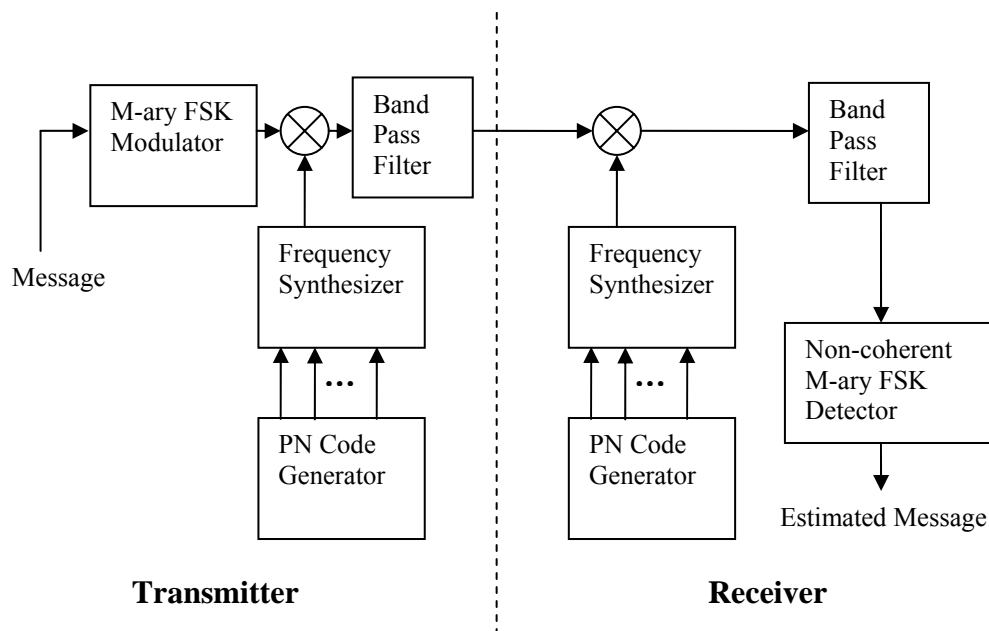 M-ary FSK
Modulator
Band
Pass
Filter
Band
Pass
Filter
Message
Frequency
Synthesizer
Frequency
Synthesizer
...
...
Non-coherent
M-ary FSK
Detector
PN Code
Generator
PN Code
Generator
Estimated Message
Transmitter
Receiver